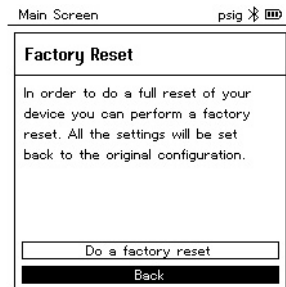 Main Screen psig
Factory Reset
In order to do a full reset of your
device you can perform a factory
reset. All the settings will be set
back to the original configuration.
Do a factory reset
Back